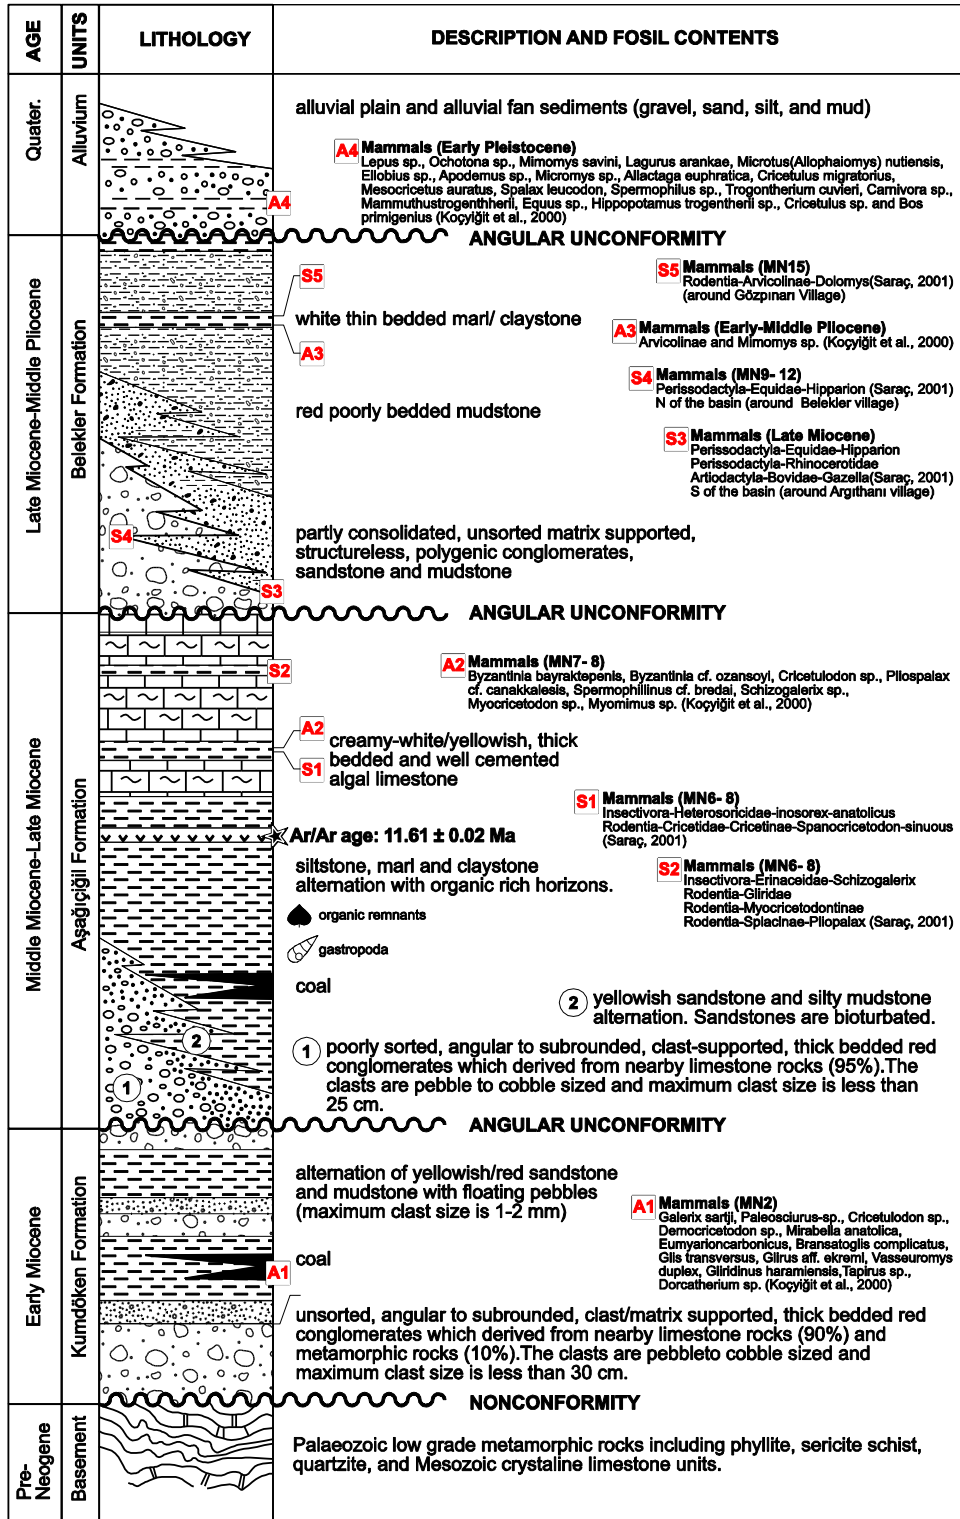 AGE
UNITS
LITHOLOGY
DESCRIPTION AND FOSIL CONTENTS
Quater.
Alluvium
alluvial plain and alluvial fan sediments (gravel, sand, silt, and mud)
A4 Mammals (Early Pleistocene)
Lepus sp., Ochotona sp., Mimomys savini, Lagurus arankae, Microtus(Allophaiomys) nutiensis,
Ellobius sp., Apodemus sp., Micromys sp., Allactaga euphratica, Cricetulus migratorius,
Mesocricetus auratus, Spalax leucodon, Spermophilus sp., Trogontherium cuvieri, Carnivora sp.,
Mammuthustrogenthherii, Equus sp., Hippopotamus trogentherii sp., Cricetulus sp. and Bos
primigenius (Koçyiğit et al., 2000)
A4
ANGULAR UNCONFORMITY
Late Miocene-Middle Pliocene
Belekler Formation
S5
S5 Mammals (MN15)
Rodentia-Arvicolinae-Dolomys(Saraç, 2001)
(around Gözpınarı Village)
white thin bedded marl/ claystone
A3
A3 Mammals (Early-Middle Pliocene)
Arvicolinae and Mimomys sp. (Koçyiğit et al., 2000)
S4 Mammals (MN9- 12)
Perissodactyla-Equidae-Hipparion (Saraç, 2001)
N of the basin (around Belekler village)
red poorly bedded mudstone
S3 Mammals (Late Miocene)
Perissodactyla-Equidae-Hipparion
Perissodactyla-Rhinocerotidae
Artiodactyla-Bovidae-Gazella(Saraç, 2001)
S of the basin (around Argıthanı village)
S4
partly consolidated, unsorted matrix supported,
structureless, polygenic conglomerates,
sandstone and mudstone
S3
ANGULAR UNCONFORMITY
Middle Miocene-Late Miocene
Aşağıçiğil Formation
S2
A2 Mammals (MN7- 8)
Byzantinia bayraktepenis, Byzantinia cf. ozansoyi, Cricetulodon sp., Pliospalax
cf. canakkalesis, Spermophillinus cf. bredai, Schizogalerix sp.,
Myocricetodon sp., Myomimus sp. (Koçyiğit et al., 2000)
A2
S1
creamy-white/yellowish, thick
bedded and well cemented
algal limestone
S1 Mammals (MN6- 8)
Insectivora-Heterosoricidae-inosorex-anatolicus
Rodentia-Cricetidae-Cricetinae-Spanocricetodon-sinuous
(Saraç, 2001)
Ar/Ar age: 11.61 ± 0.02 Ma
siltstone, marl and claystone
alternation with organic rich horizons.
S2 Mammals (MN6- 8)
Insectivora-Erinaceidae-Schizogalerix
Rodentia-Gliridae
Rodentia-Myocricetodontinae
Rodentia-Splacinae-Pliopalax (Saraç, 2001)
organic remnants
gastropoda
coal
2 yellowish sandstone and silty mudstone
alternation. Sandstones are bioturbated.
2
1
1 poorly sorted, angular to subrounded, clast-supported, thick bedded red
conglomerates which derived from nearby limestone rocks (95%).The
clasts are pebble to cobble sized and maximum clast size is less than
25 cm.
ANGULAR UNCONFORMITY
Early Miocene
Kumdöken Formation
alternation of yellowish/red sandstone
and mudstone with floating pebbles
(maximum clast size is 1-2 mm)
A1 Mammals (MN2)
Galerix sartji, Paleosciurus-sp., Cricetulodon sp.,
Democricetodon sp., Mirabella anatolica,
Eumyarioncarbonicus, Bransatoglis complicatus,
Glis transversus, Glirus aff. ekremi, Vasseuromys
duplex, Gliridinus haramiensis,Tapirus sp.,
Dorcatherium sp. (Koçyiğit et al., 2000)
coal
A1
unsorted, angular to subrounded, clast/matrix supported, thick bedded red
conglomerates which derived from nearby limestone rocks (90%) and
metamorphic rocks (10%).The clasts are pebbleto cobble sized and
maximum clast size is less than 30 cm.
NONCONFORMITY
Pre-
Neogene
Basement
Palaeozoic low grade metamorphic rocks including phyllite, sericite schist,
quartzite, and Mesozoic crystaline limestone units.